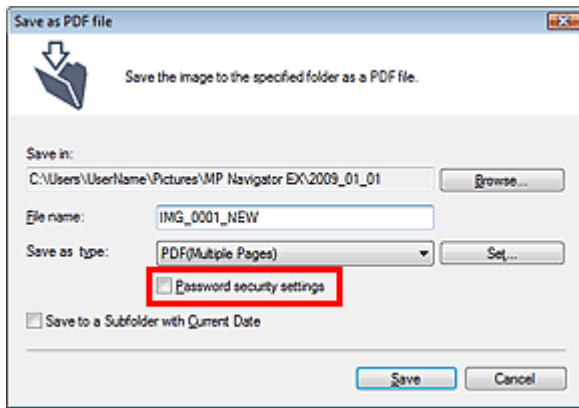 Save as PDF file
Save the image to the specified folder as a PDF file.
Save in:
C:\Users\UserName\Pictures\MP Navigator EX\2009_01_01 Browse...
File name: IMG_0001_NEW
Save as type: PDF(Multiple Pages) Set...
Password security settings
Save to a Subfolder with Current Date
Save Cancel